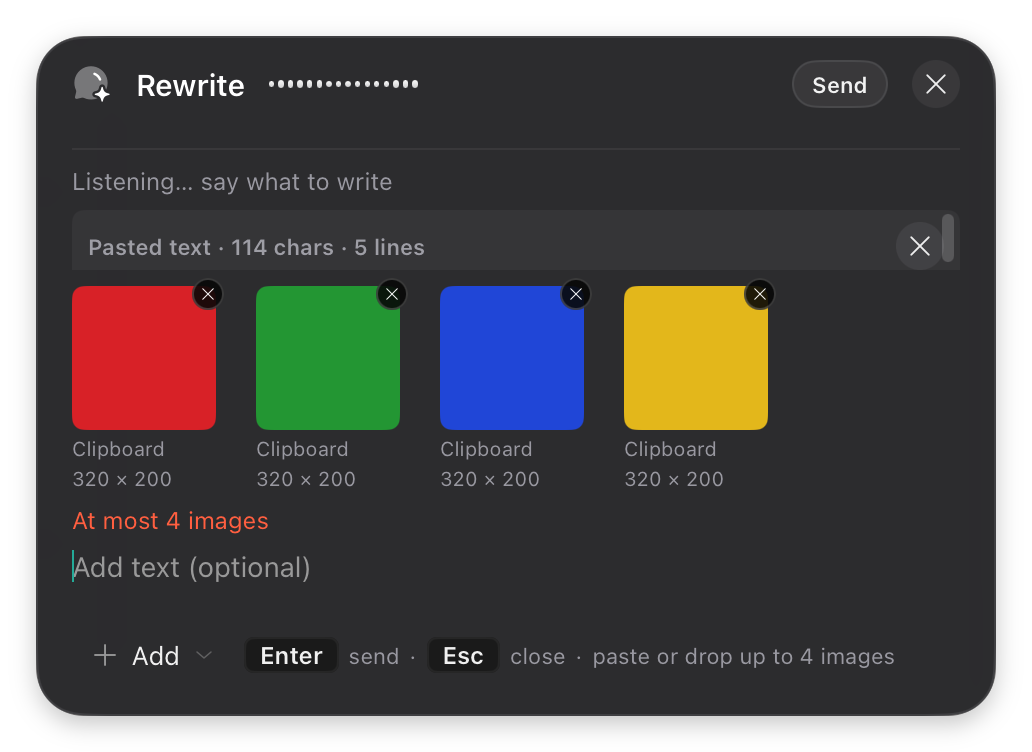 Rewrite
Send
Listening... say what to write
Pasted text · 114 chars · 5 lines
Clipboard
320 × 200
Clipboard
320 × 200
Clipboard
320 × 200
Clipboard
320 × 200
At most 4 images
Add text (optional)
Add Enter send · Esc close · paste or drop up to 4 images